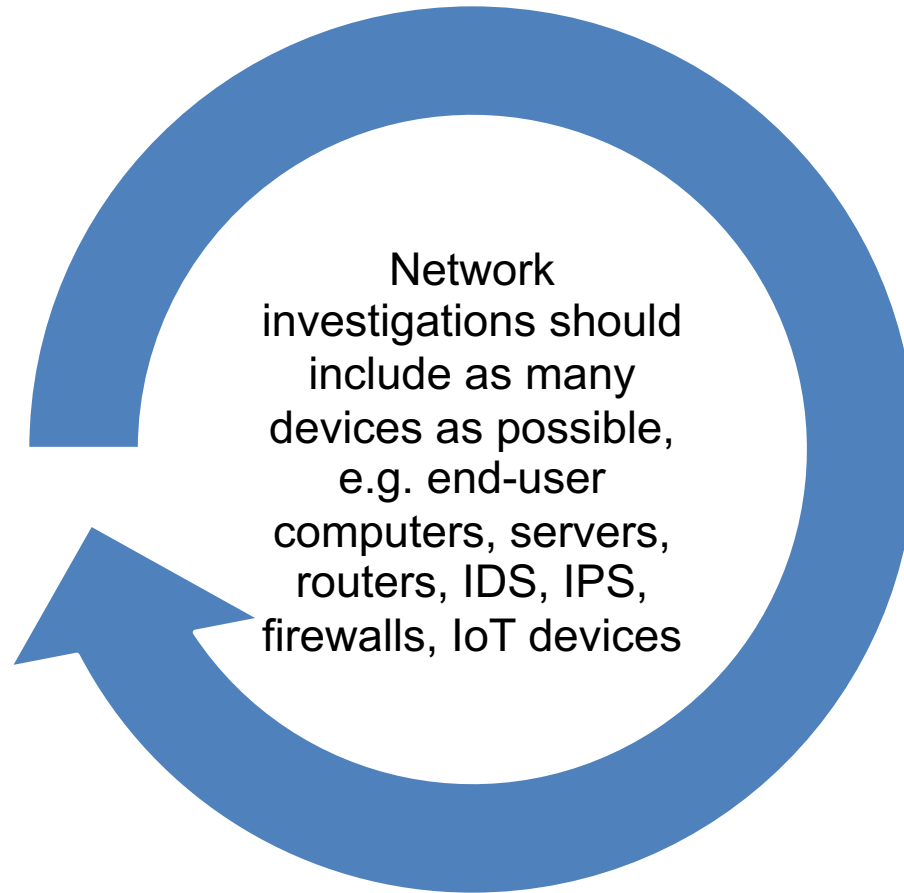 Network
investigations should
include as many
devices as possible,
e.g. end-user
computers, servers,
routers, IDS, IPS,
firewalls, IoT devices